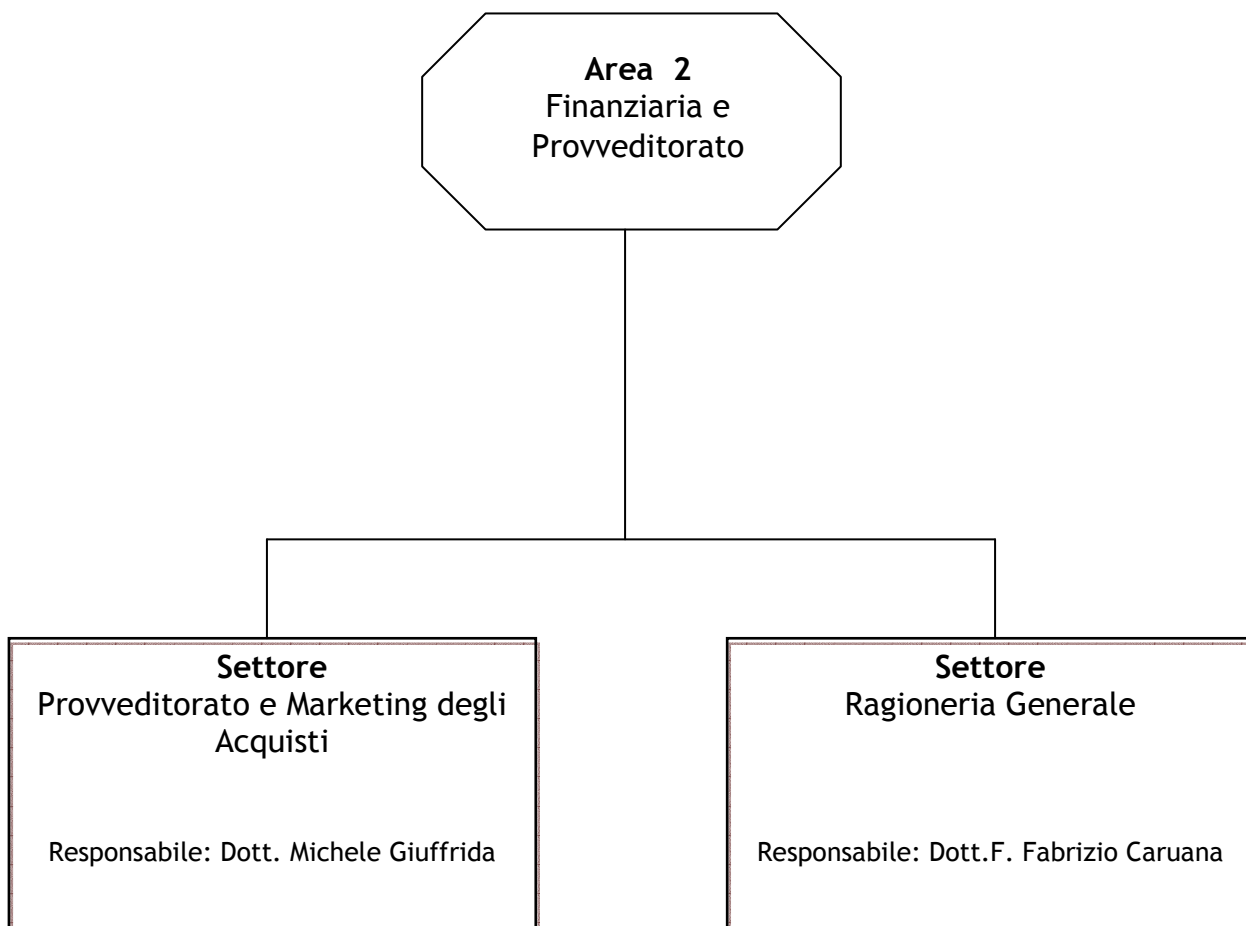 Area 2
Finanziaria e
Provveditorato
Settore
Provveditorato e Marketing degli
Acquisti
Responsabile: Dott. Michele Giuffrida
Settore
Ragioneria Generale
Responsabile: Dott.F. Fabrizio Caruana